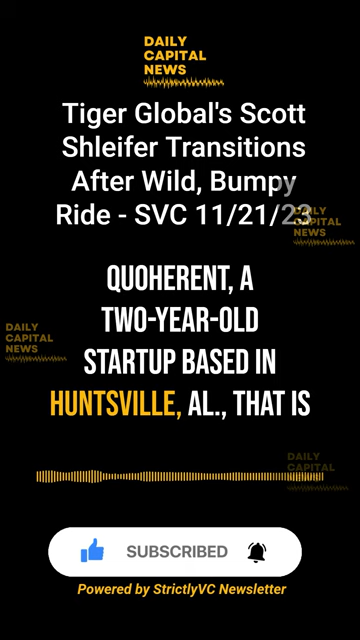 DAILY
CAPITAL
NEWS
Tiger Global's Scott
Shleifer Transitions
After Wild, Bumpy
Ride - SVC 11/21/23
DAILY
CAPITAL
NEWS
QUOHERENT, A
TWO-YEAR-OLD
STARTUP BASED IN
HUNTSVILLE, AL., THAT IS
DAILY
CAPITAL
NEWS
DAILY
CAPITAL
NEWS
SUBSCRIBED
Powered by StrictlyVC Newsletter